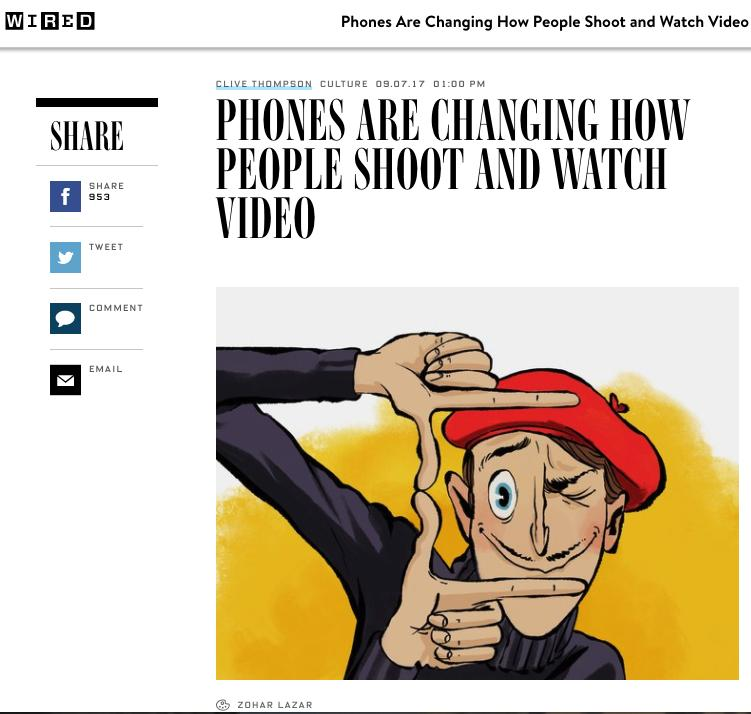 WIRED
Phones Are Changing How People Shoot and Watch Video
CLIVE THOMPSON CULTURE 09.07.17 01:00 PM
PHONES ARE CHANGING HOW
PEOPLE SHOOT AND WATCH
VIDEO
SHARE
SHARE
953
TWEET
COMMENT
EMAIL
ZOHAR LAZAR